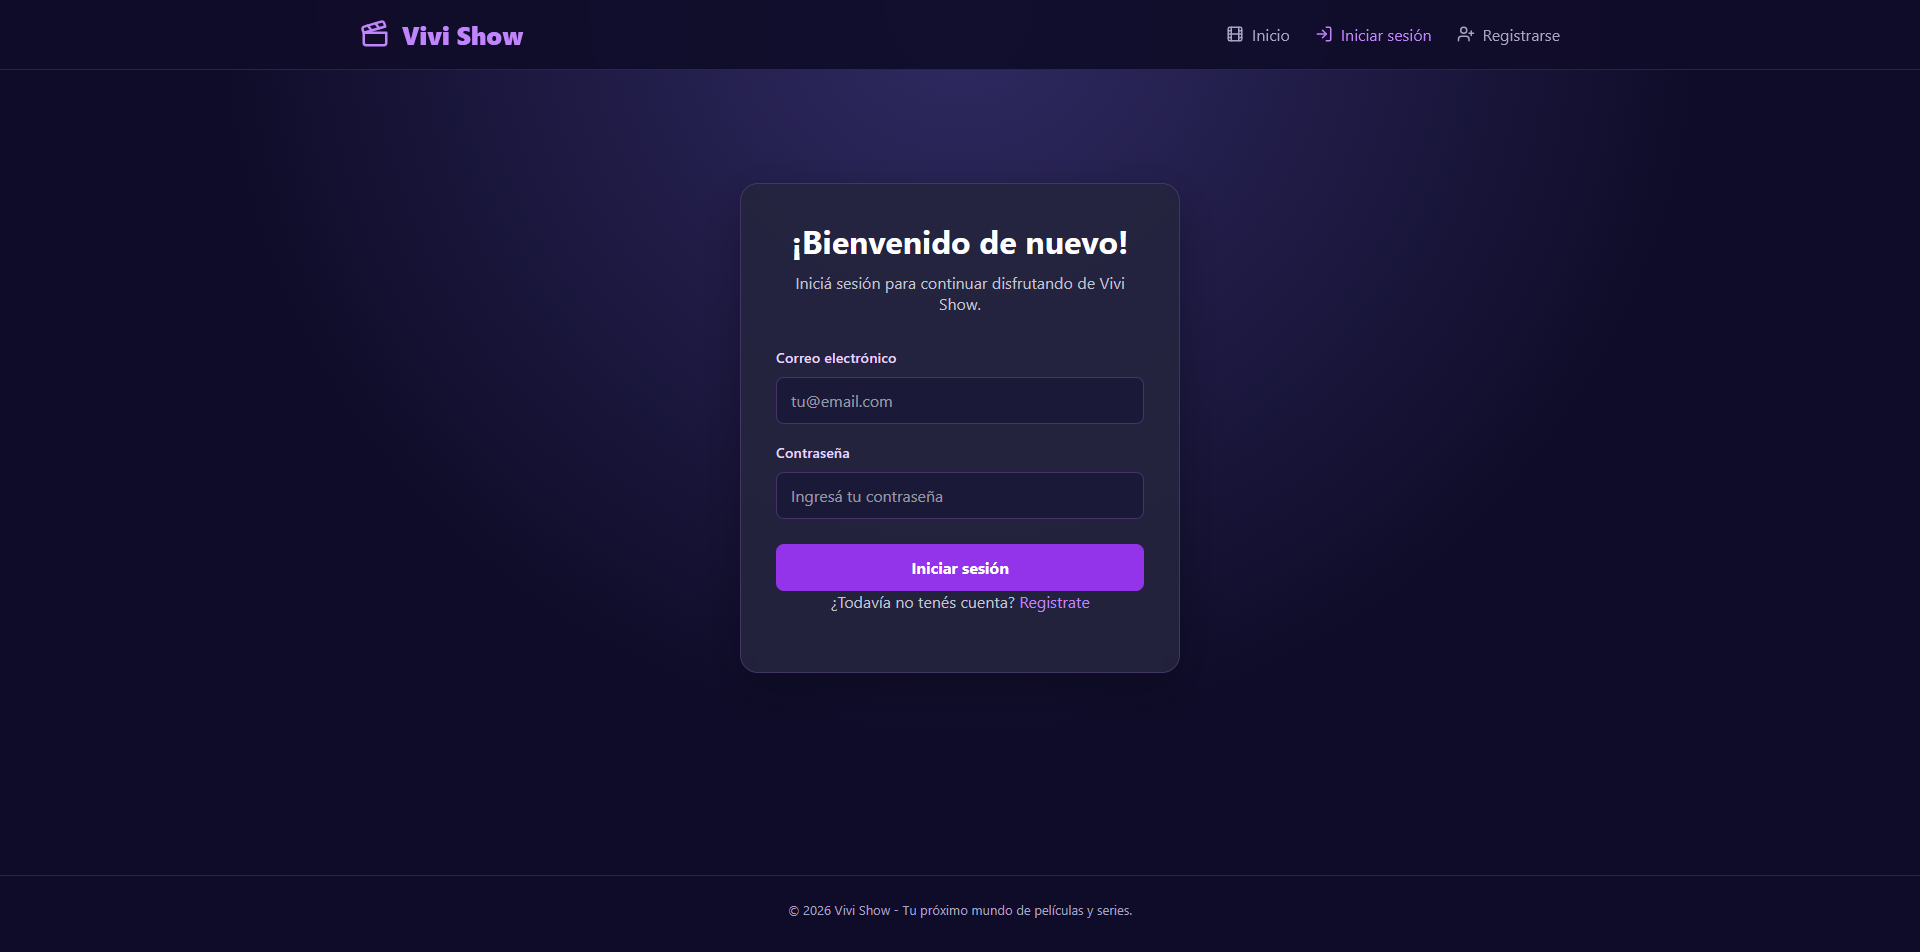 Vivi Show
Inicio
Iniciar sesión
Registrarse
¡Bienvenido de nuevo!
Iniciá sesión para continuar disfrutando de Vivi
Show.
Correo electrónico
tu@email.com
Contraseña
Ingresá tu contraseña
Iniciar sesión
¿Todavía no tenés cuenta? Registrate
© 2026 Vivi Show - Tu próximo mundo de películas y series.